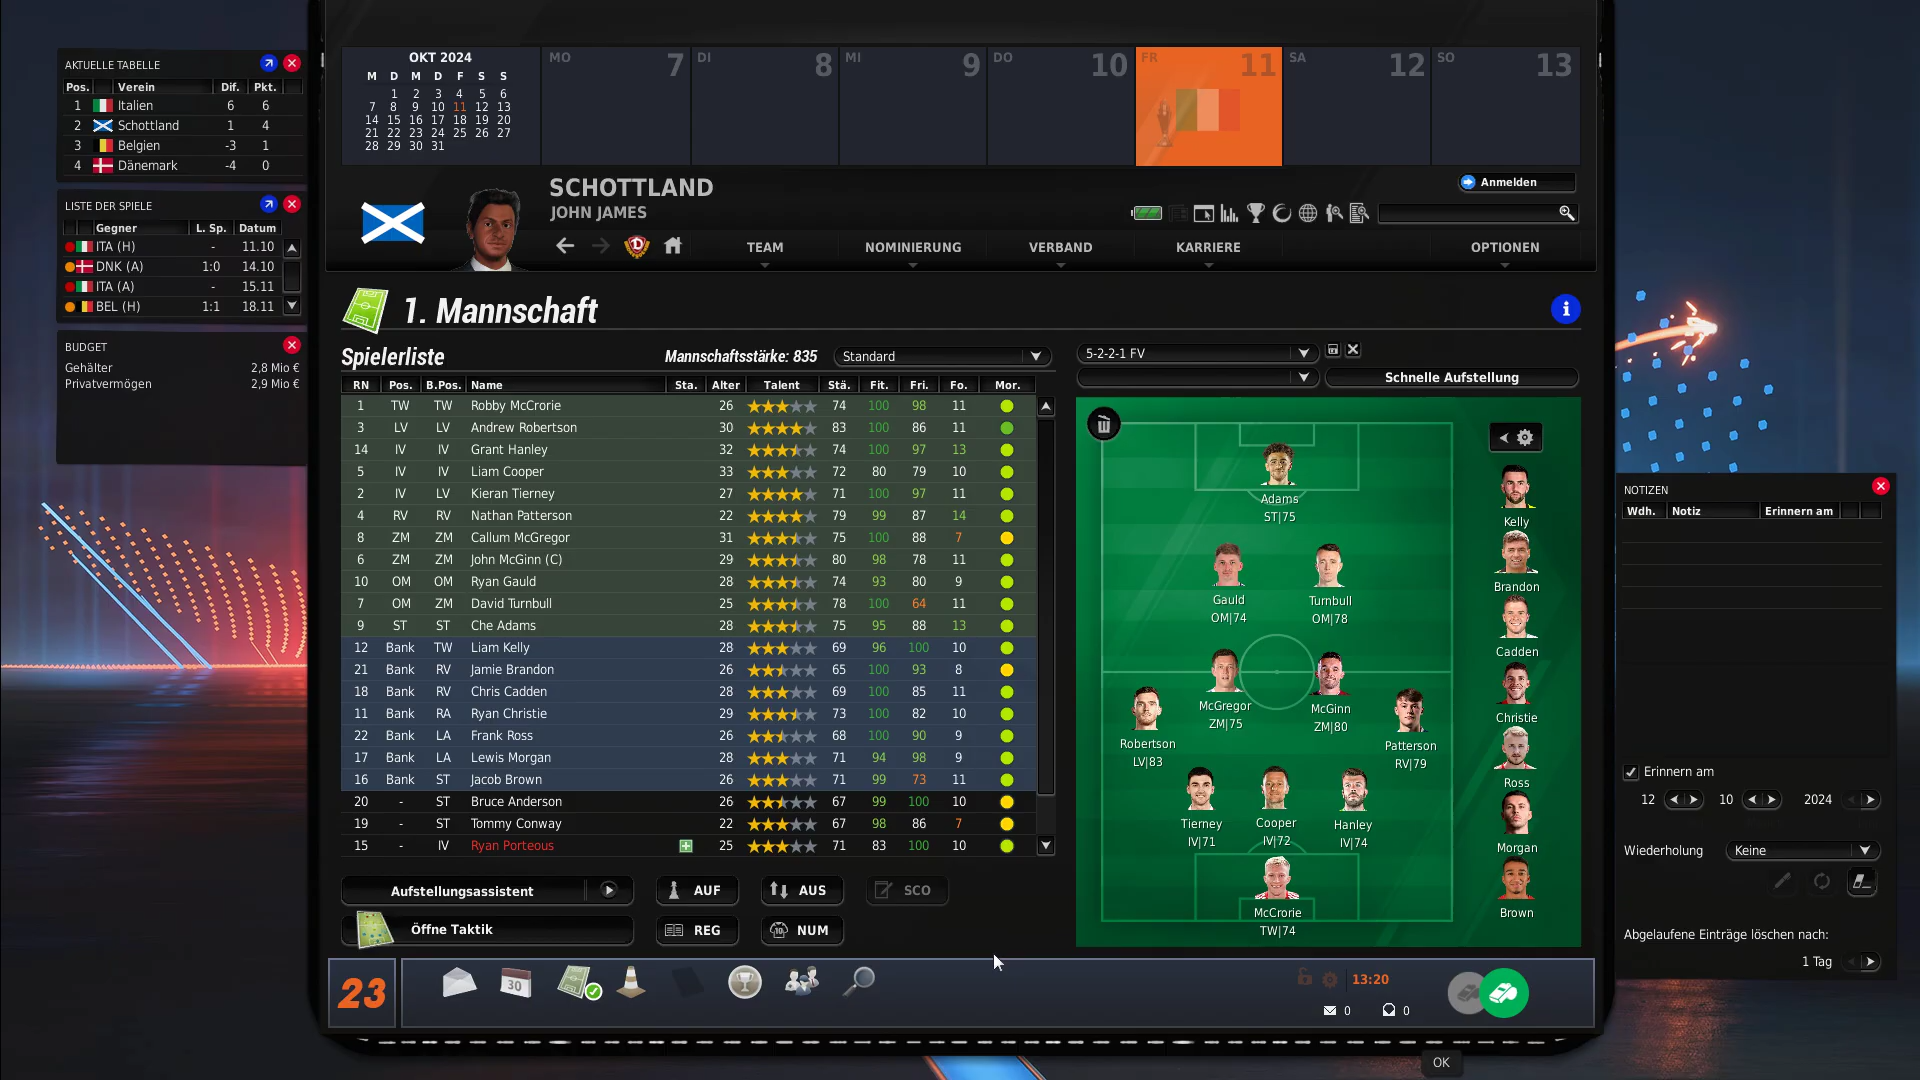 AKTUELLE TABELLE
Pos. Verein Dif. Pkt.
1 Italien 6 6
2 Schottland 1 4
3 Belgien -3 1
4 Dänemark -4 0
LISTE DER SPIELE
Gegner L. Sp. Datum
ITA (H) - 11.10
DNK (A) 1:0 14.10
ITA (A) - 15.11
BEL (H) 1:1 18.11
BUDGET
Gehälter 2,8 Mio €
Privatvermögen 2,9 Mio €
OKT 2024
M D M D F S S
1 2 3 4 5 6
7 8 9 10 11 12 13
14 15 16 17 18 19 20
21 22 23 24 25 26 27
28 29 30 31
MO 7 DI 8 MI 9 DO 10 FR 11 SA 12 SO 13
SCHOTTLAND
JOHN JAMES
Anmelden
TEAM NOMINIERUNG VERBAND KARRIERE OPTIONEN
1. Mannschaft
Spielerliste Mannschaftsstärke: 835 Standard
RN Pos. B.Pos. Name Sta. Alter Talent Stä. Fit. Fri. Fo. Mor.
1 TW TW Robby McCrorie 26 74 100 98 11
3 LV LV Andrew Robertson 30 83 100 86 11
14 IV IV Grant Hanley 32 74 100 97 13
5 IV IV Liam Cooper 33 72 80 79 10
2 IV LV Kieran Tierney 27 71 100 97 11
4 RV RV Nathan Patterson 22 79 99 87 14
8 ZM ZM Callum McGregor 31 75 100 88 7
6 ZM ZM John McGinn (C) 29 80 98 78 11
10 OM OM Ryan Gauld 28 74 93 80 9
7 OM ZM David Turnbull 25 78 100 64 11
9 ST ST Che Adams 28 75 95 88 13
12 Bank TW Liam Kelly 28 69 96 100 10
21 Bank RV Jamie Brandon 26 65 100 93 8
18 Bank RV Chris Cadden 28 69 100 85 11
11 Bank RA Ryan Christie 29 73 100 82 10
22 Bank LA Frank Ross 26 68 100 90 9
17 Bank LA Lewis Morgan 28 71 94 98 9
16 Bank ST Jacob Brown 26 71 99 73 11
20 - ST Bruce Anderson 26 67 99 100 10
19 - ST Tommy Conway 22 67 98 86 7
15 - IV Ryan Porteous 25 71 83 100 10
Aufstellungsassistent AUF AUS SCO
Öffne Taktik REG NUM
5-2-2-1 FV
Schnelle Aufstellung
Adams
ST|75
Gauld
OM|74
Turnbull
OM|78
McGregor
ZM|75
McGinn
ZM|80
Robertson
LV|83
Patterson
RV|79
Tierney
IV|71
Cooper
IV|72
Hanley
IV|74
McCrorie
TW|74
Kelly
Brandon
Cadden
Christie
Ross
Morgan
Brown
NOTIZEN
Wdh. Notiz Erinnern am
Erinnern am
12 10 2024
Wiederholung Keine
Abgelaufene Einträge löschen nach:
1 Tag
23
30
13:20
0 0
OK